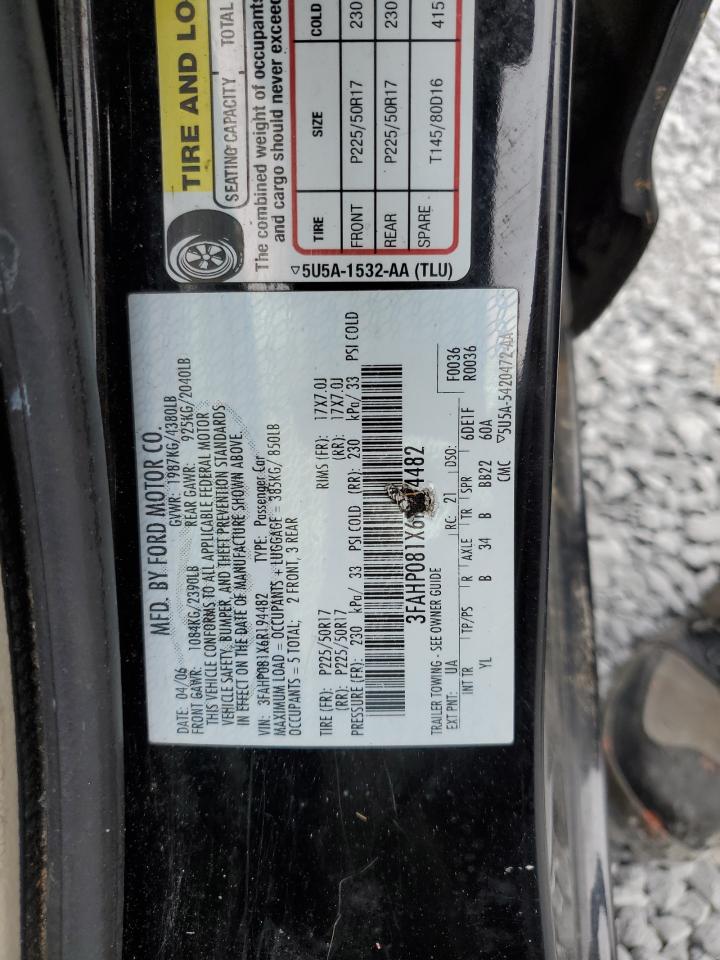 TIRE AND LO
SEATING CAPACITY TOTAL
The combined weight of occupants
and cargo should never exceed
TIRE SIZE COLD
FRONT P225/50R17 230
REAR P225/50R17 230
SPARE T145/80D16 415
▽5U5A-1532-AA (TLU)
MFD. BY FORD MOTOR CO.
DATE: 04/06 GVWR: 1987KG/4380LB
FRONT GAWR: 1084KG/2390LB REAR GAWR: 925KG/2040LB
THIS VEHICLE CONFORMS TO ALL APPLICABLE FEDERAL MOTOR
VEHICLE SAFETY, BUMPER, AND THEFT PREVENTION STANDARDS
IN EFFECT ON THE DATE OF MANUFACTURE SHOWN ABOVE.
VIN: 3FAHP081X6R194482 TYPE: Passenger Car
MAXIMUM LOAD = OCCUPANTS + LUGGAGE = 385KG/ 850LB
OCCUPANTS = 5 TOTAL; 2 FRONT, 3 REAR
TIRE (FR): P225/50R17 RIMS (FR): 17X7.0J
(RR): P225/50R17 (RR): 17X7.0J
PRESSURE (FR): 230 kPa/ 33 PSI COLD (RR): 230 kPa/ 33 PSI COLD
3FAHP081X6 4482
TRAILER TOWING - SEE OWNER GUIDE F0036
R0036
EXT PNT: UA RC: 21 DSO:
INT TR TP/PS R AXLE TR SPR 6DE1F
YL B 34 B BB22 60A
CMC ▽5U5A-5420472-AA